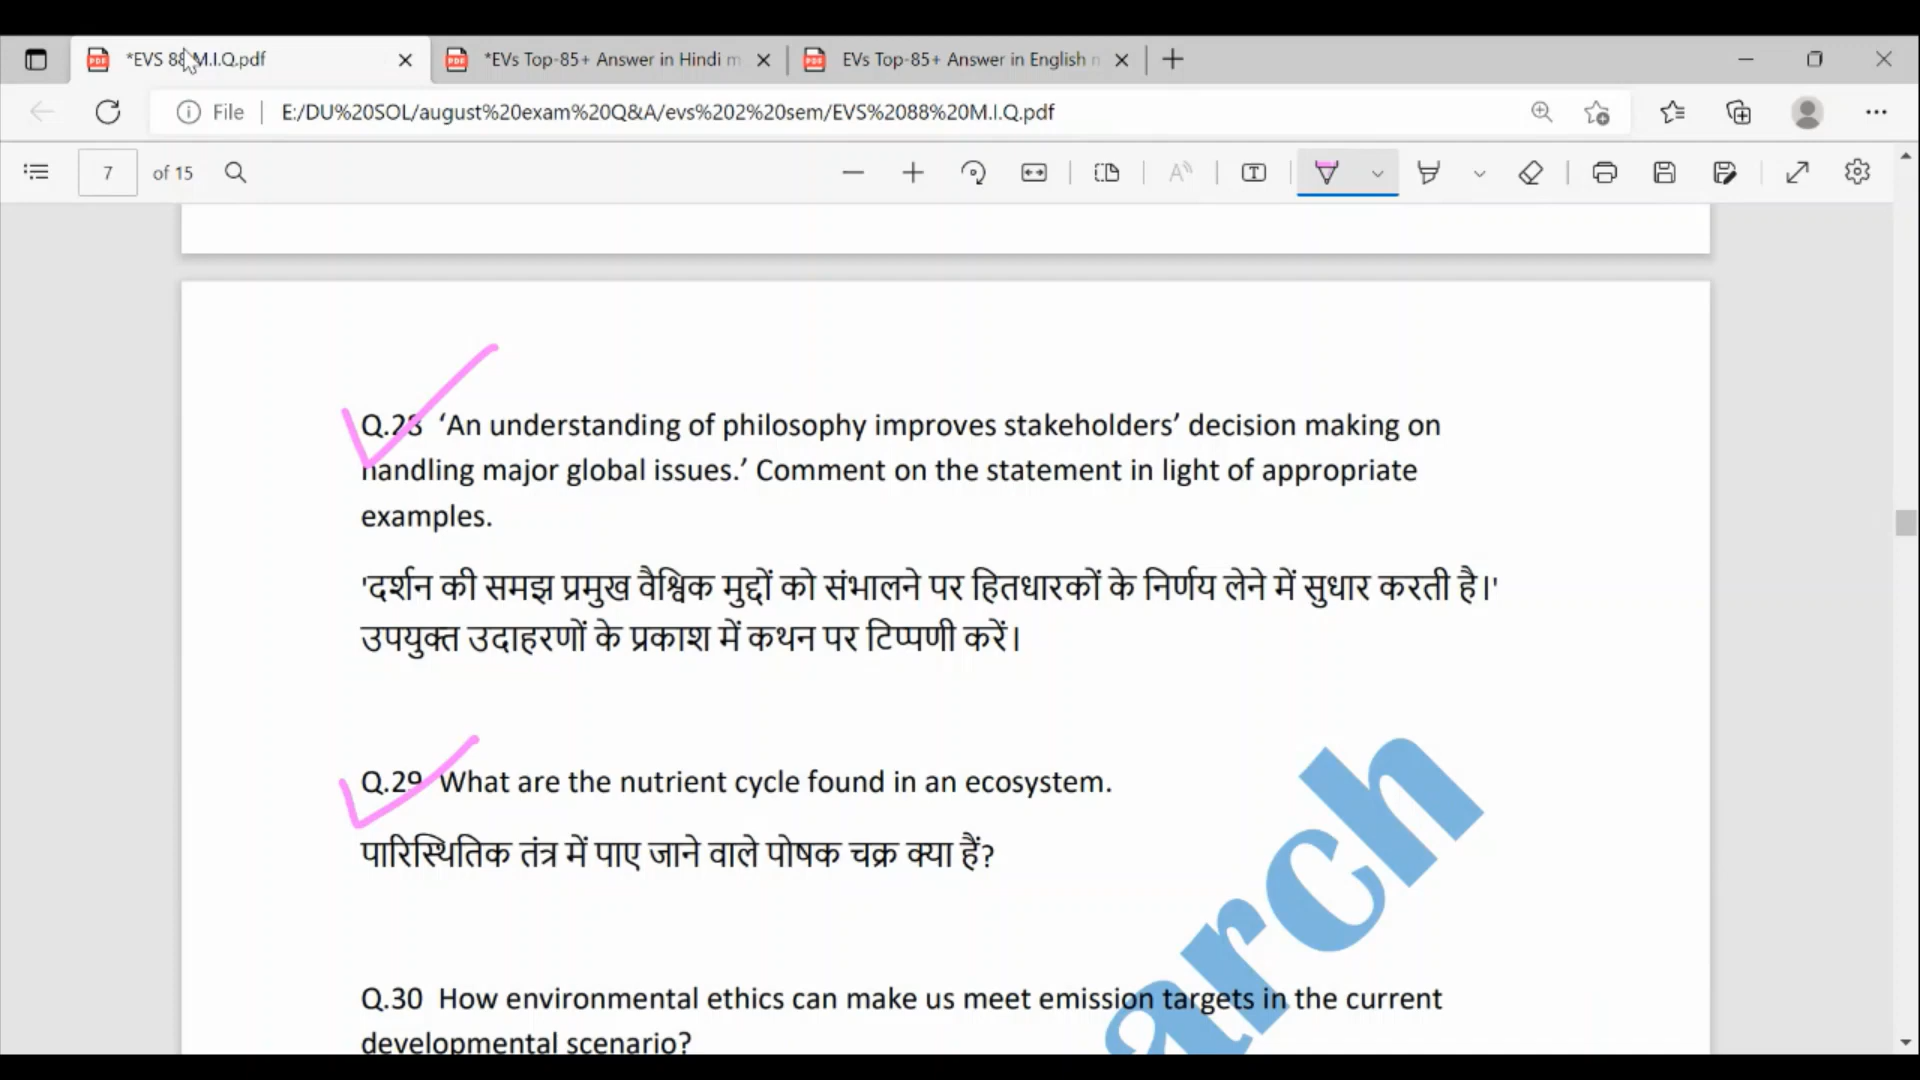 *EVS 88 M.I.Q.pdf
*EVs Top-85+ Answer in Hindi m
EVs Top-85+ Answer in English n
File
E:/DU%20SOL/august%20exam%20Q&A/evs%202%20sem/EVS%2088%20M.I.Q.pdf
7 of 15
Q.28 ‘An understanding of philosophy improves stakeholders’ decision making on
handling major global issues.’ Comment on the statement in light of appropriate
examples.
'दर्शन की समझ प्रमुख वैश्विक मुद्दों को संभालने पर हितधारकों के निर्णय लेने में सुधार करती है।'
उपयुक्त उदाहरणों के प्रकाश में कथन पर टिप्पणी करें।
Q.29 What are the nutrient cycle found in an ecosystem.
पारिस्थितिक तंत्र में पाए जाने वाले पोषक चक्र क्या हैं?
Q.30 How environmental ethics can make us meet emission targets in the current
developmental scenario?
arch